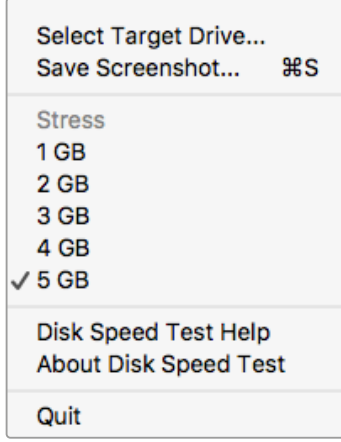 Select Target Drive...
Save Screenshot... ⌘S
Stress
1 GB
2 GB
3 GB
4 GB
✓ 5 GB
Disk Speed Test Help
About Disk Speed Test
Quit